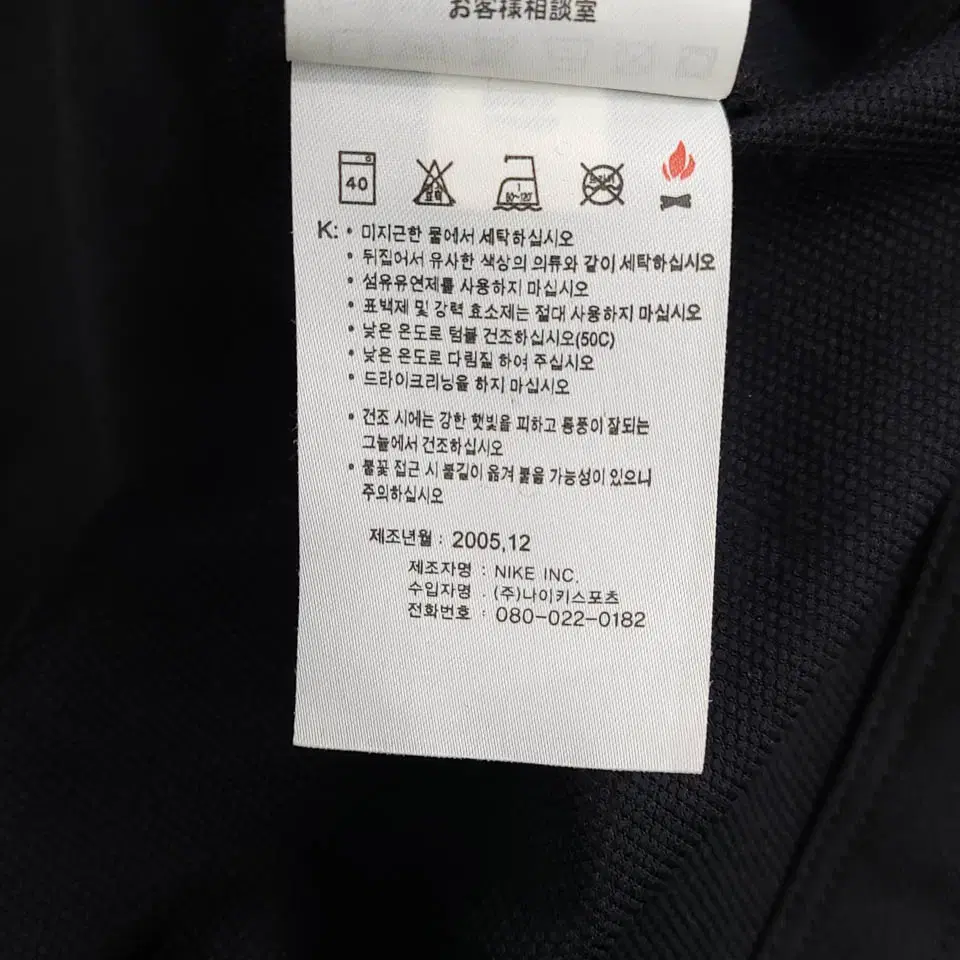 お客様相談室
40
80~120
K: • 미지근한 물에서 세탁하십시오
• 뒤집어서 유사한 색상의 의류와 같이 세탁하십시오
• 섬유유연제를 사용하지 마십시오
• 표백제 및 강력 효소제는 절대 사용하지 마십시오
• 낮은 온도로 텀블 건조하십시오(50C)
• 낮은 온도로 다림질 하여 주십시오
• 드라이크리닝을 하지 마십시오
• 건조 시에는 강한 햇빛을 피하고 통풍이 잘되는
그늘에서 건조하십시오
• 불꽃 접근 시 불길이 옮겨 붙을 가능성이 있으니
주의하십시오
제조년월 : 2005,12
제조자명 : NIKE INC.
수입자명 : (주)나이키스포츠
전화번호 : 080-022-0182